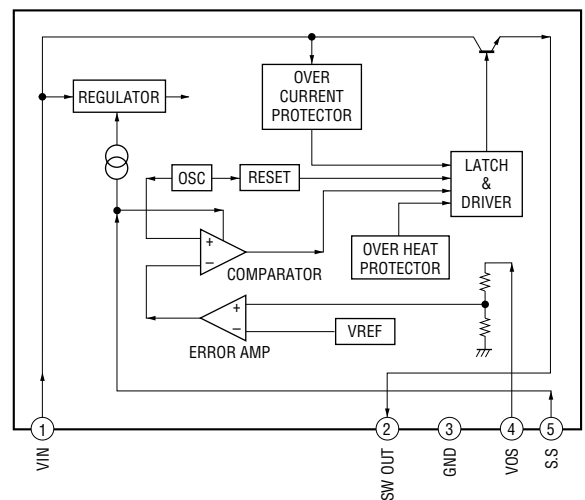 OVER
CURRENT
PROTECTOR
REGULATOR
OSC
RESET
LATCH
&
DRIVER
+
−
COMPARATOR
OVER HEAT
PROTECTOR
+
−
VREF
ERROR AMP
1
2
3
4
5
VIN
SW OUT
GND
VOS
S.S